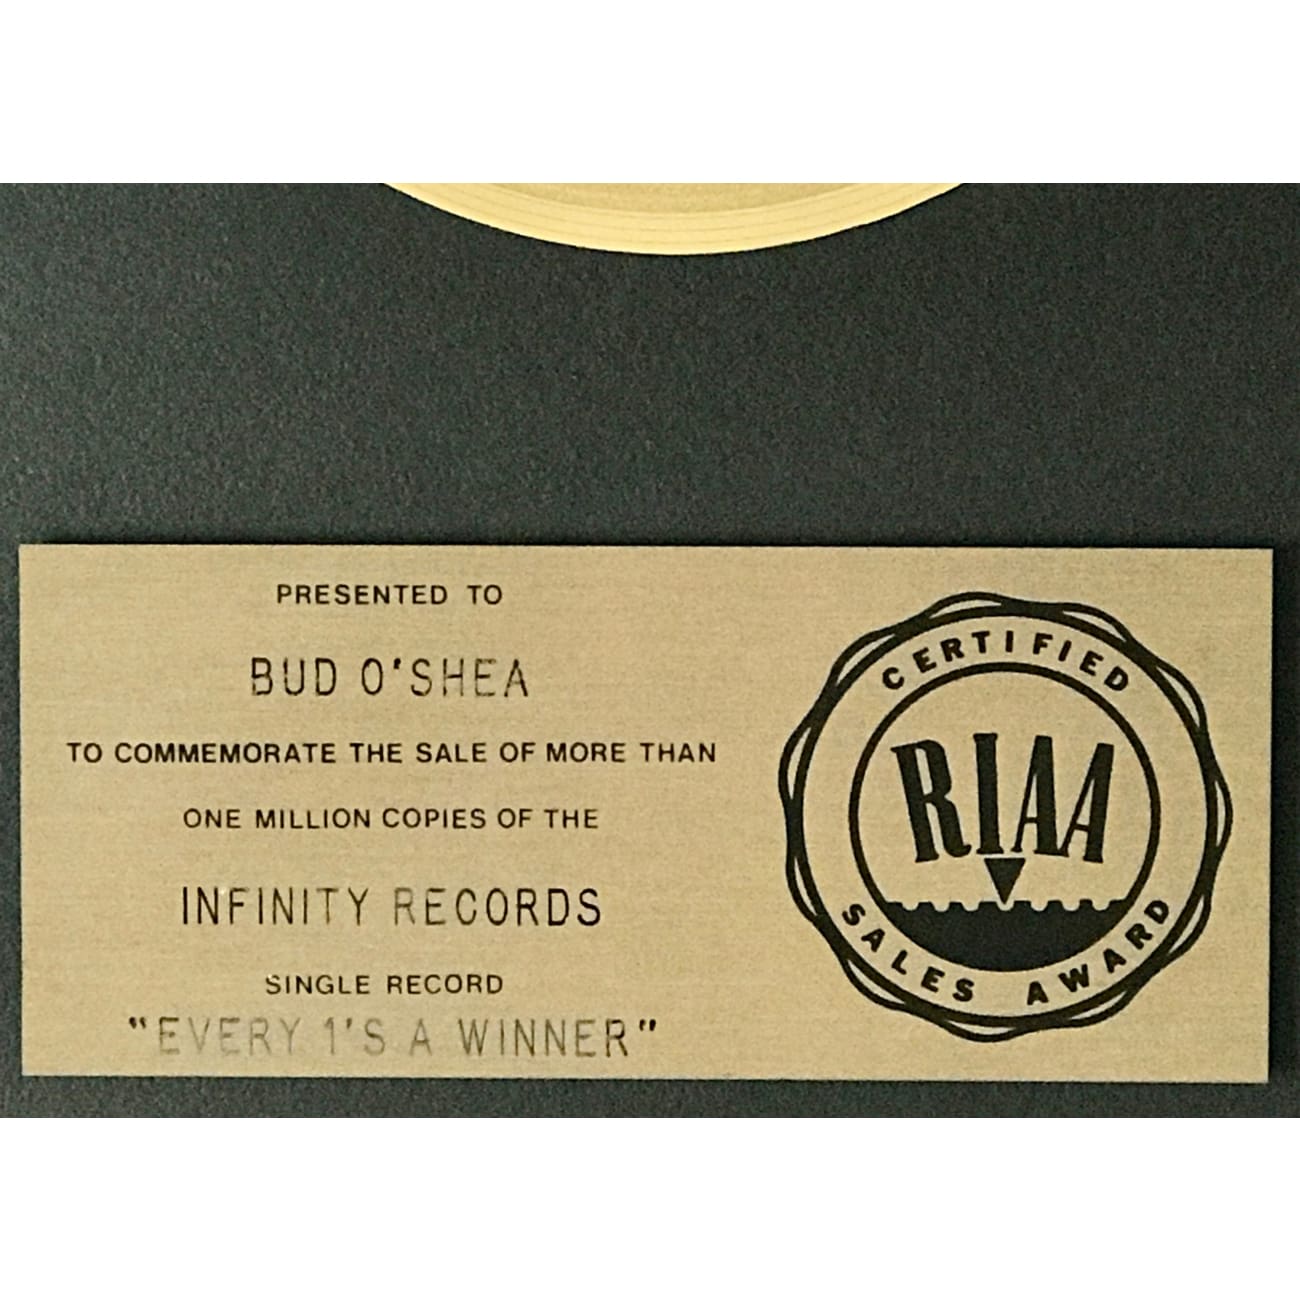 PRESENTED TO
BUD O'SHEA
TO COMMEMORATE THE SALE OF MORE THAN
ONE MILLION COPIES OF THE
INFINITY RECORDS
SINGLE RECORD
"EVERY 1'S A WINNER"
CERTIFIED
RIAA
SALES AWARD